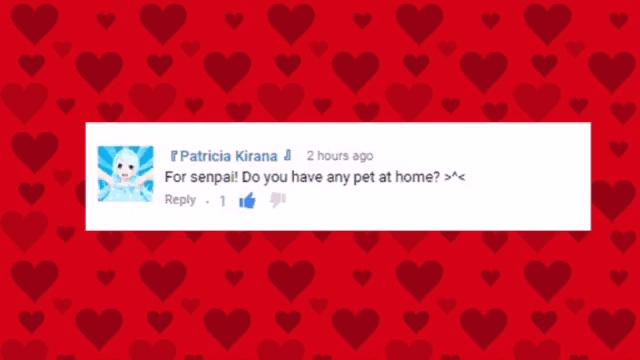 『Patricia Kirana 』 2 hours ago
For senpai! Do you have any pet at home? >^<
Reply · 1